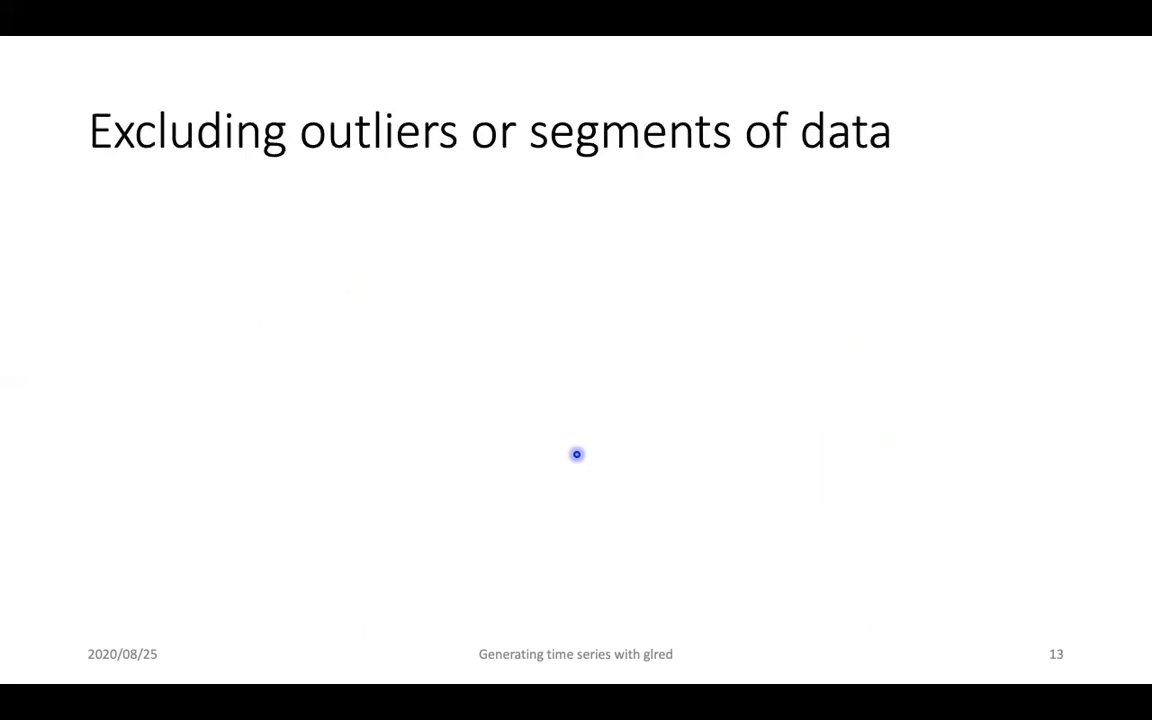 Excluding outliers or segments of data
2020/08/25
Generating time series with glred
13